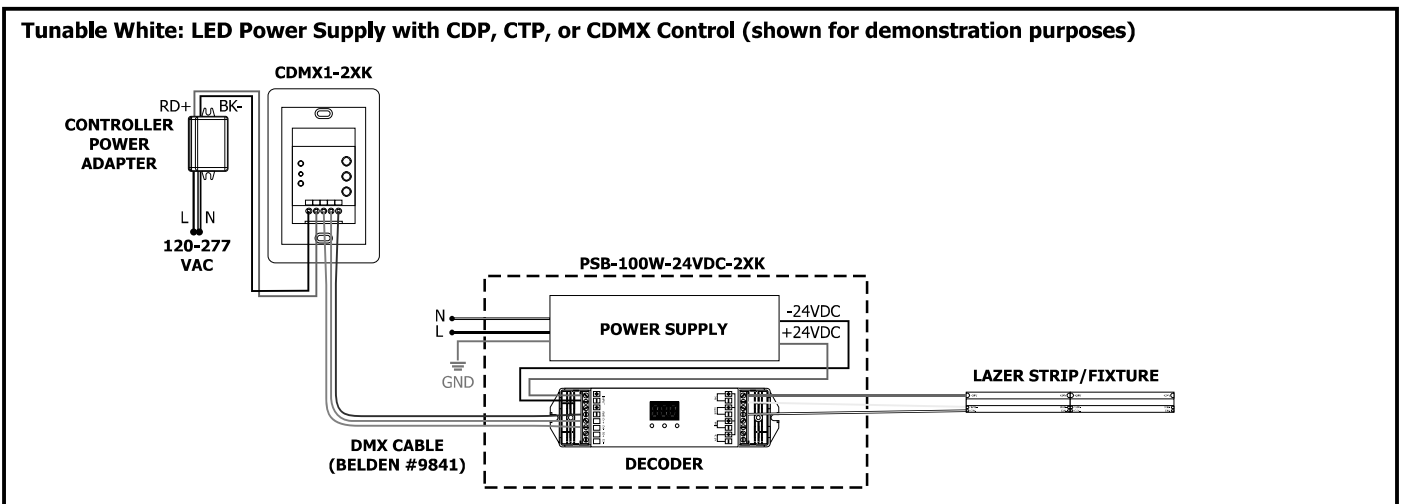 Tunable White: LED Power Supply with CDP, CTP, or CDMX Control (shown for demonstration purposes)
CDMX1-2XK
RD+ BK-
CONTROLLER
POWER
ADAPTER
L N
120-277
VAC
PSB-100W-24VDC-2XK
N
L
GND
POWER SUPPLY
-24VDC
+24VDC
LAZER STRIP/FIXTURE
DMX CABLE
(BELDEN #9841)
DECODER